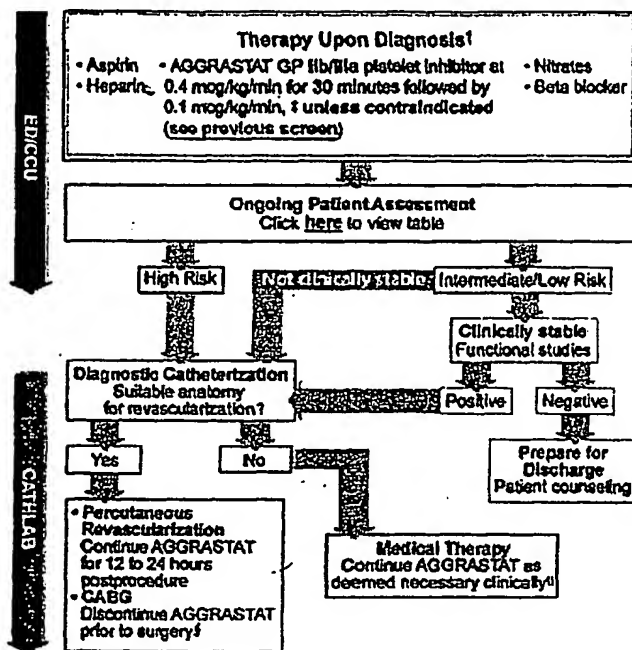 Therapy Upon Diagnosis†
• Aspirin
• Heparin
• AGGRASTAT GP IIb/IIIa platelet inhibitor at
0.4 mcg/kg/min for 30 minutes followed by
0.1 mcg/kg/min, ‡ unless contraindicated
(see previous screen)
• Nitrates
• Beta blocker
ED/CCU
Ongoing Patient Assessment
Click here to view table
High Risk
Not clinically stable
Intermediate/Low Risk
Clinically stable
Functional studies
Diagnostic Catheterization
Suitable anatomy
for revascularization?
Positive
Negative
Yes
No
Prepare for
Discharge
Patient counseling
CATH LAB
• Percutaneous
Revascularization
Continue AGGRASTAT
for 12 to 24 hours
postprocedure
• CABG
Discontinue AGGRASTAT
prior to surgery§
Medical Therapy
Continue AGGRASTAT as
deemed necessary clinically